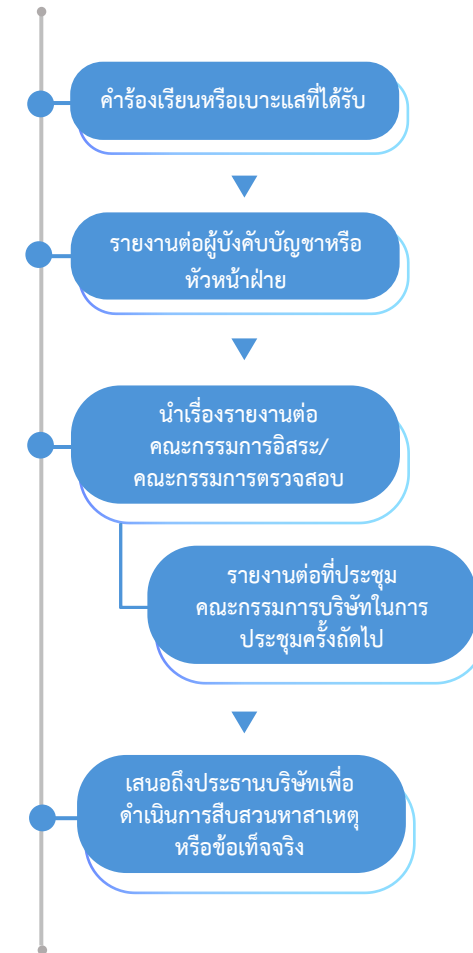 คำร้องเรียนหรือเบาะแสที่ได้รับ
รายงานต่อผู้บังคับบัญชาหรือ
หัวหน้าฝ่าย
นำเรื่องรายงานต่อ
คณะกรรมการอิสระ/
คณะกรรมการตรวจสอบ
รายงานต่อที่ประชุม
คณะกรรมการบริษัทในการ
ประชุมครั้งถัดไป
เสนอถึงประธานบริษัทเพื่อ
ดำเนินการสืบสวนหาสาเหตุ
หรือข้อเท็จจริง